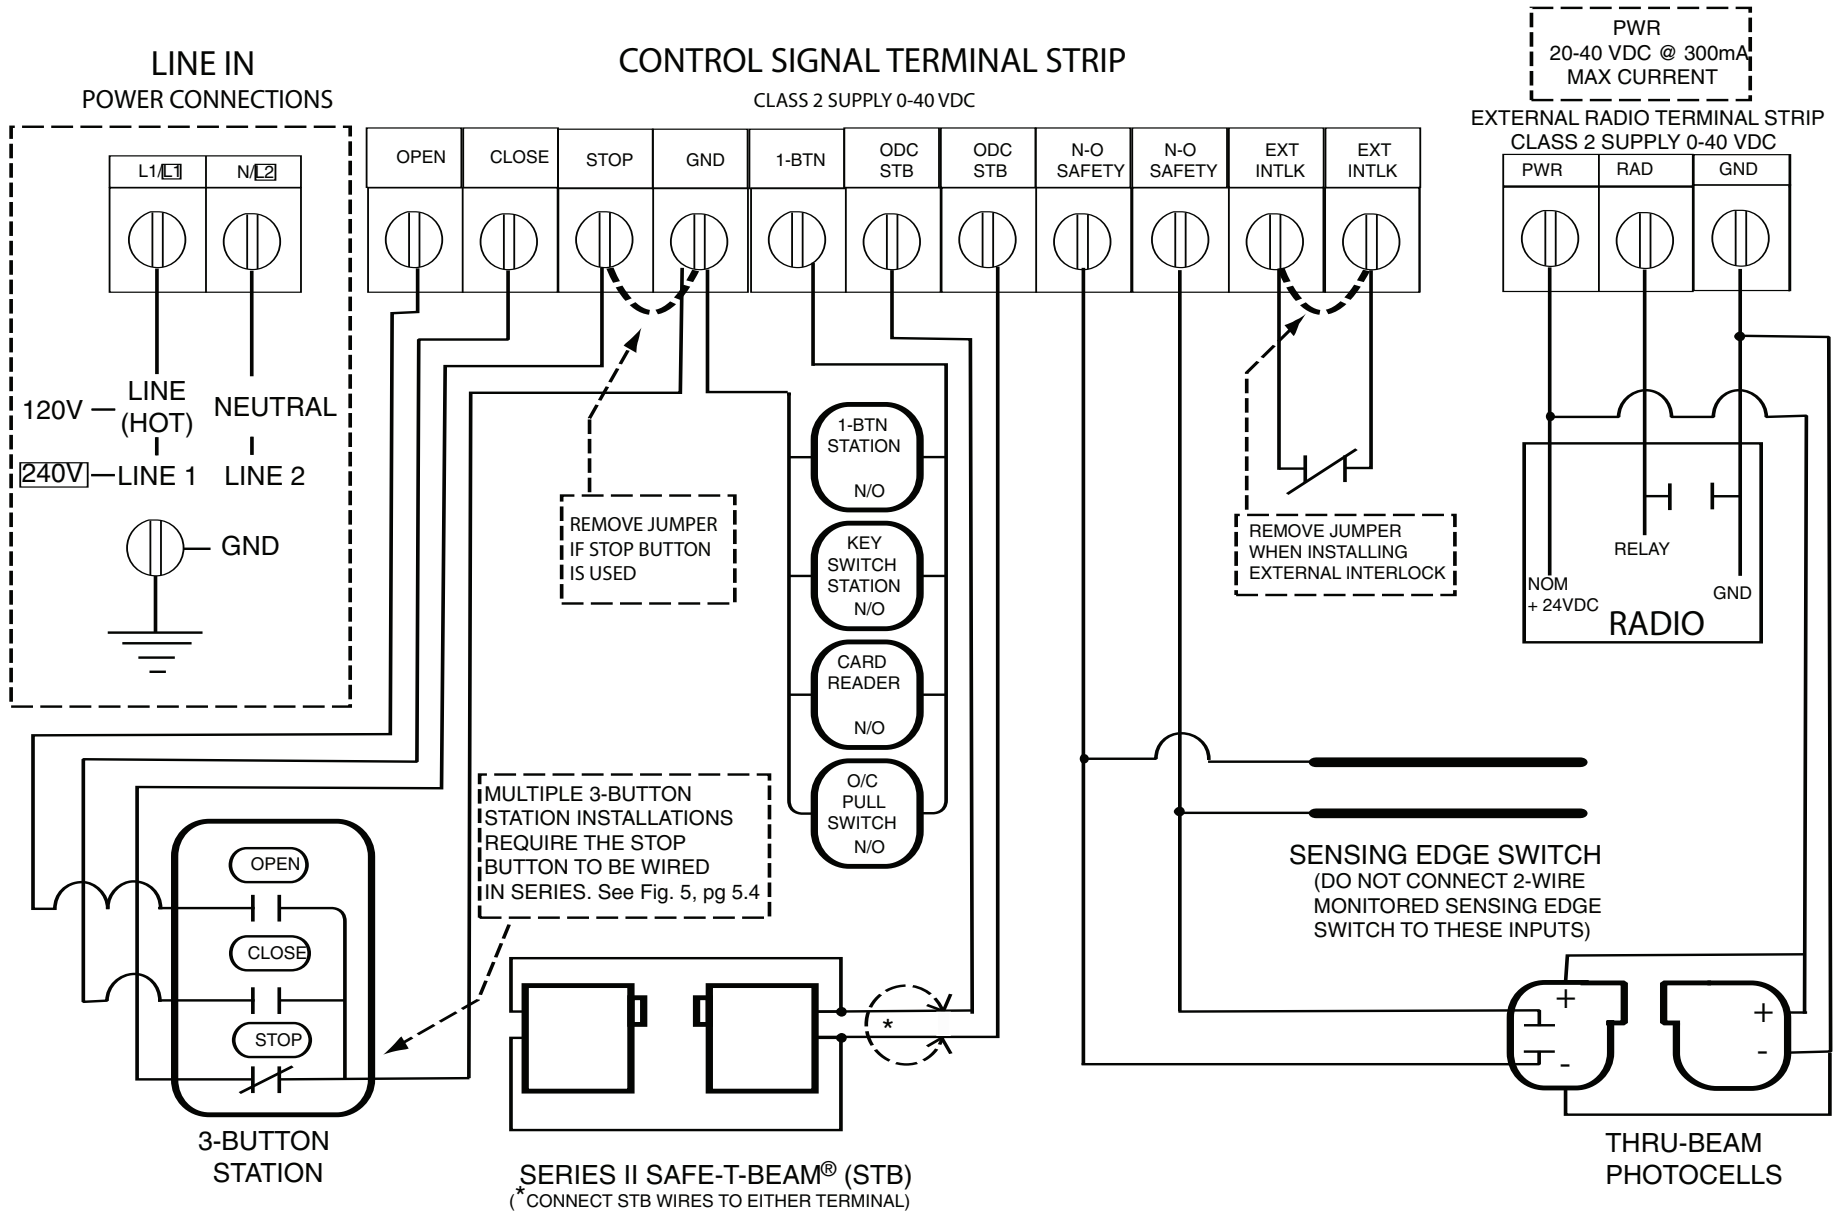 LINE IN
POWER CONNECTIONS
L1/L1
N/L2
120V
LINE
(HOT)
NEUTRAL
240V
LINE 1
LINE 2
GND
CONTROL SIGNAL TERMINAL STRIP
CLASS 2 SUPPLY 0-40 VDC
OPEN
CLOSE
STOP
GND
1-BTN
ODC
STB
ODC
STB
N-O
SAFETY
N-O
SAFETY
EXT
INTLK
EXT
INTLK
PWR
20-40 VDC @ 300mA
MAX CURRENT
EXTERNAL RADIO TERMINAL STRIP
CLASS 2 SUPPLY 0-40 VDC
PWR
RAD
GND
REMOVE JUMPER
IF STOP BUTTON
IS USED
1-BTN
STATION
N/O
KEY
SWITCH
STATION
N/O
CARD
READER
N/O
O/C
PULL
SWITCH
N/O
REMOVE JUMPER
WHEN INSTALLING
EXTERNAL INTERLOCK
RELAY
NOM
+ 24VDC
GND
RADIO
MULTIPLE 3-BUTTON
STATION INSTALLATIONS
REQUIRE THE STOP
BUTTON TO BE WIRED
IN SERIES. See Fig. 5, pg 5.4
OPEN
CLOSE
STOP
3-BUTTON
STATION
*
SERIES II SAFE-T-BEAM® (STB)
(*CONNECT STB WIRES TO EITHER TERMINAL)
SENSING EDGE SWITCH
(DO NOT CONNECT 2-WIRE
MONITORED SENSING EDGE
SWITCH TO THESE INPUTS)
+
-
+
-
THRU-BEAM
PHOTOCELLS